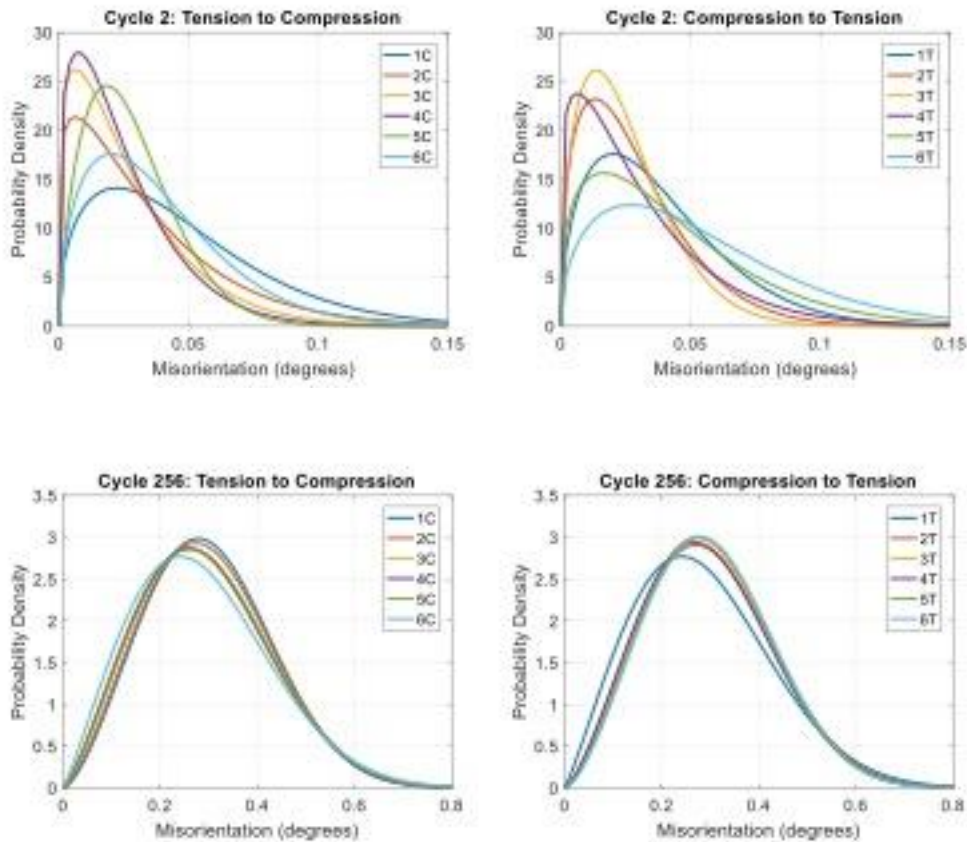 Cycle 2: Tension to Compression
30
25
20
15
10
5
0
0 0.05 0.1 0.15
Probability Density
Misorientation (degrees)
1C
2C
3C
4C
5C
6C
Cycle 2: Compression to Tension
30
25
20
15
10
5
0
0 0.05 0.1 0.15
Probability Density
Misorientation (degrees)
1T
2T
3T
4T
5T
6T
Cycle 256: Tension to Compression
3.5
3
2.5
2
1.5
1
0.5
0
0 0.2 0.4 0.6 0.8
Probability Density
Misorientation (degrees)
1C
2C
3C
4C
5C
6C
Cycle 256: Compression to Tension
3.5
3
2.5
2
1.5
1
0.5
0
0 0.2 0.4 0.6 0.8
Probability Density
Misorientation (degrees)
1T
2T
3T
4T
5T
6T